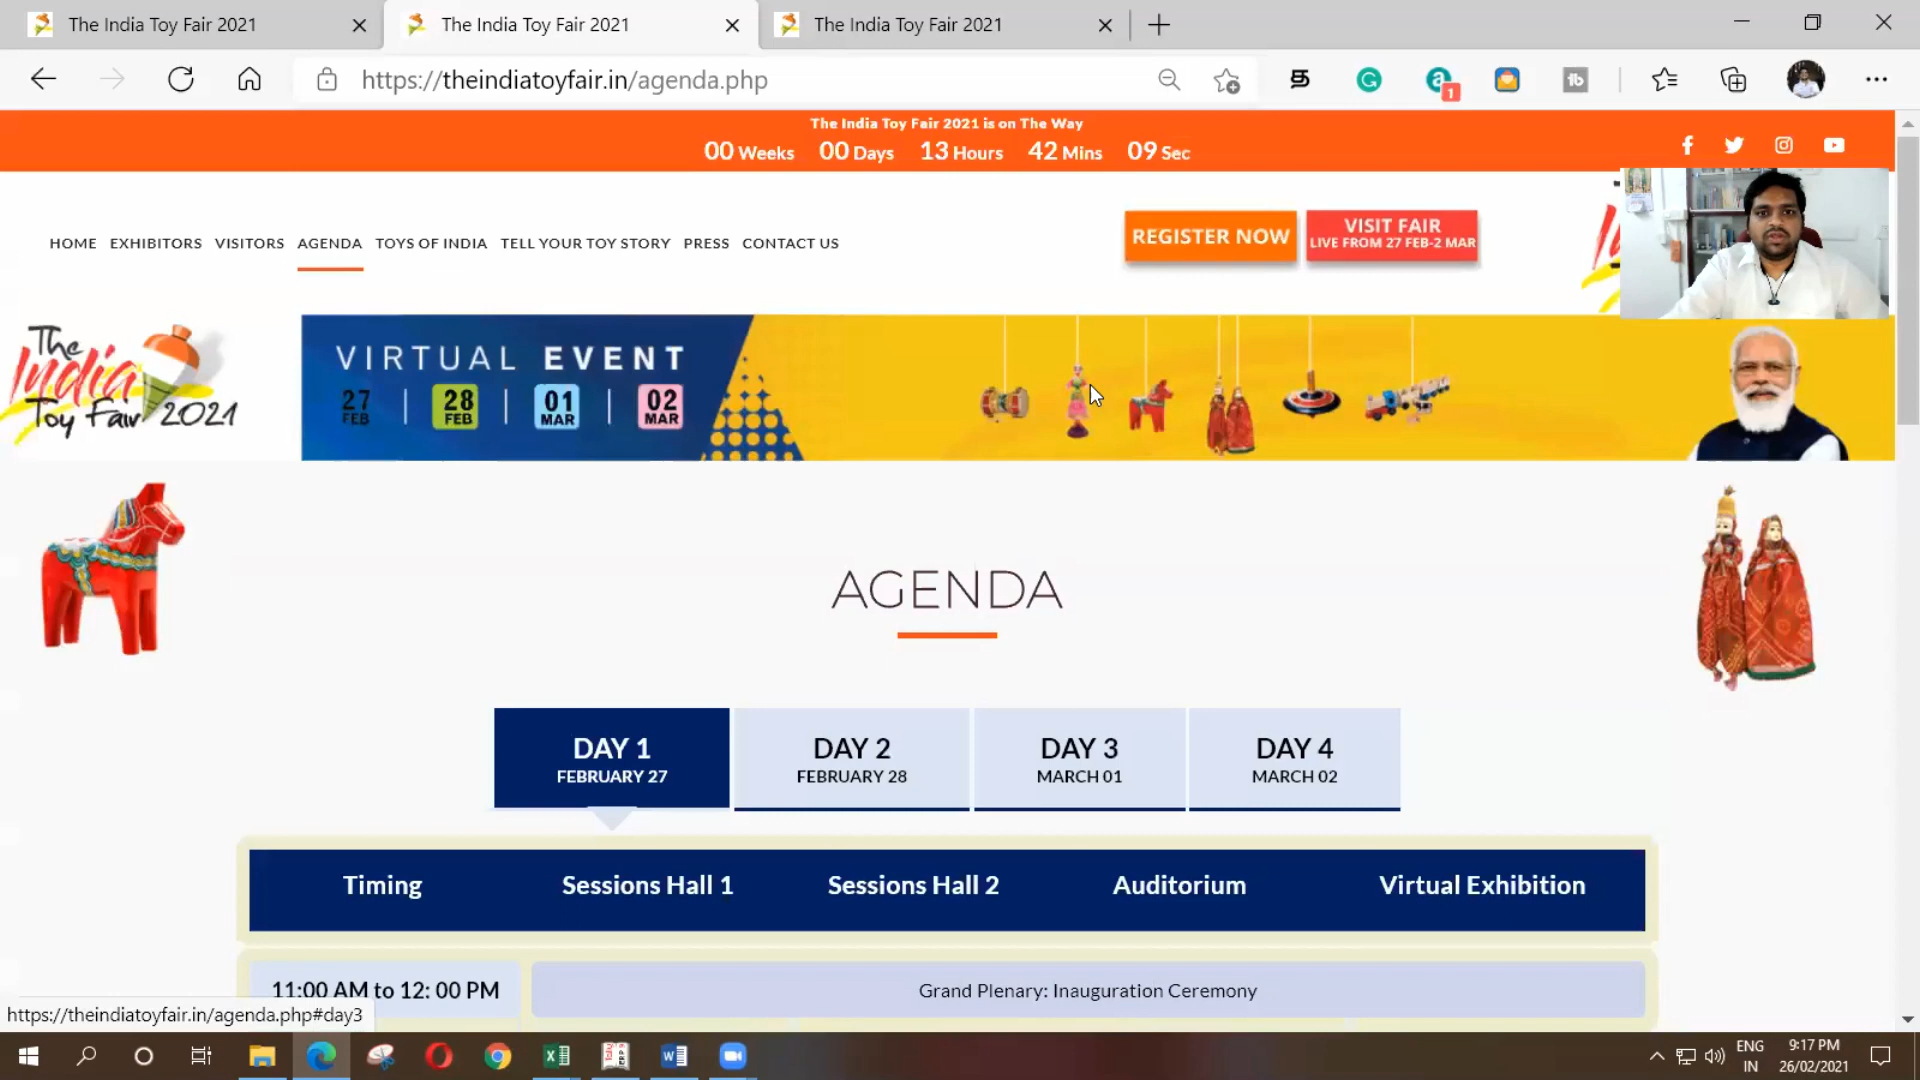 The India Toy Fair 2021
The India Toy Fair 2021
The India Toy Fair 2021
https://theindiatoyfair.in/agenda.php
1
The India Toy Fair 2021 is on The Way
00 Weeks 00 Days 13 Hours 42 Mins 09 Sec
HOME EXHIBITORS VISITORS AGENDA TOYS OF INDIA TELL YOUR TOY STORY PRESS CONTACT US
REGISTER NOW
VISIT FAIR
LIVE FROM 27 FEB-2 MAR
The
India
Toy Fair 2021
VIRTUAL EVENT
27 | 28 | 01 | 02
FEB FEB MAR MAR
AGENDA
DAY 1 DAY 2 DAY 3 DAY 4
FEBRUARY 27 FEBRUARY 28 MARCH 01 MARCH 02
Timing Sessions Hall 1 Sessions Hall 2 Auditorium Virtual Exhibition
11:00 AM to 12: 00 PM Grand Plenary: Inauguration Ceremony
https://theindiatoyfair.in/agenda.php#day3
ENG
IN
9:17 PM
26/02/2021